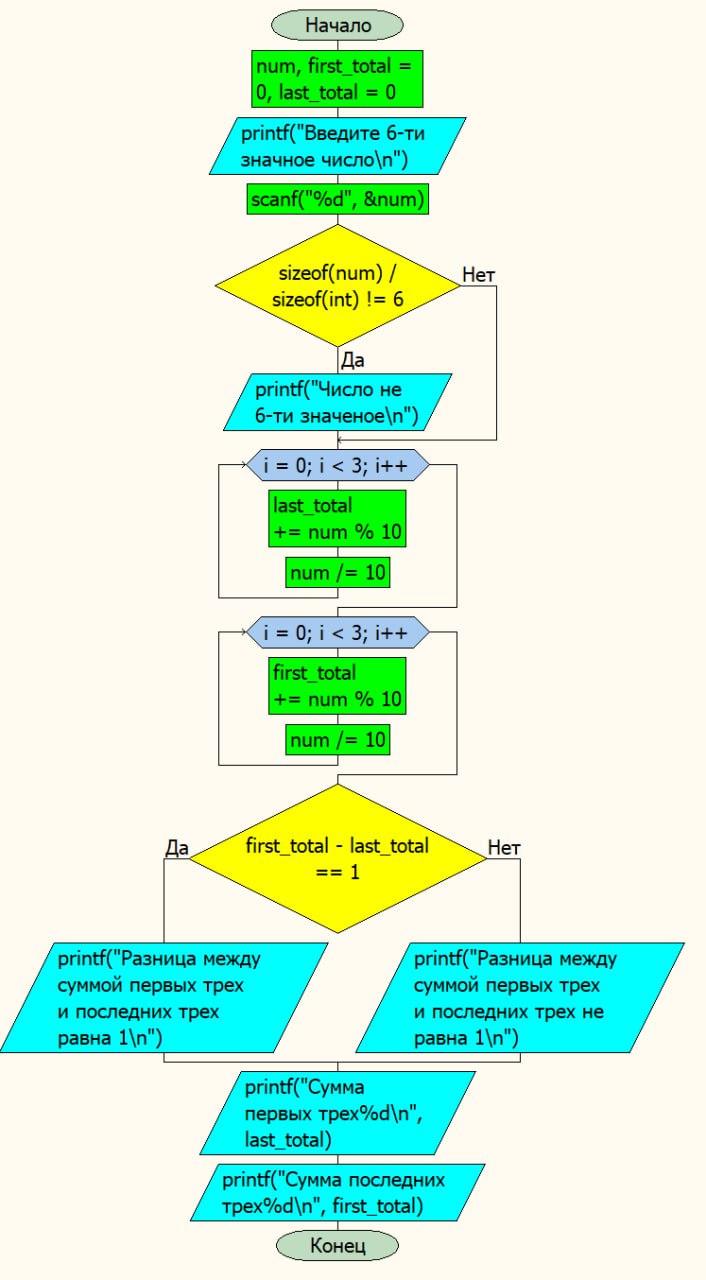 Начало
num, first_total =
0, last_total = 0
printf("Введите 6-ти
значное число\n")
scanf("%d", &num)
sizeof(num) /
sizeof(int) != 6
Нет
Да
printf("Число не
6-ти значеное\n")
i = 0; i < 3; i++
last_total
+= num % 10
num /= 10
i = 0; i < 3; i++
first_total
+= num % 10
num /= 10
first_total - last_total
== 1
Да
Нет
printf("Разница между
суммой первых трех
и последних трех
равна 1\n")
printf("Разница между
суммой первых трех
и последних трех не
равна 1\n")
printf("Сумма
первых трех%d\n",
last_total)
printf("Сумма последних
трех%d\n", first_total)
Конец